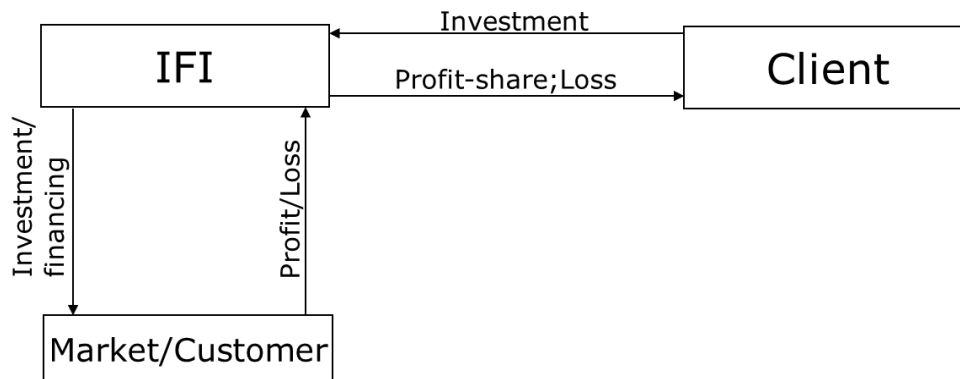 Investment
IFI
Client
Profit-share;Loss
Investment/
financing
Profit/Loss
Market/Customer